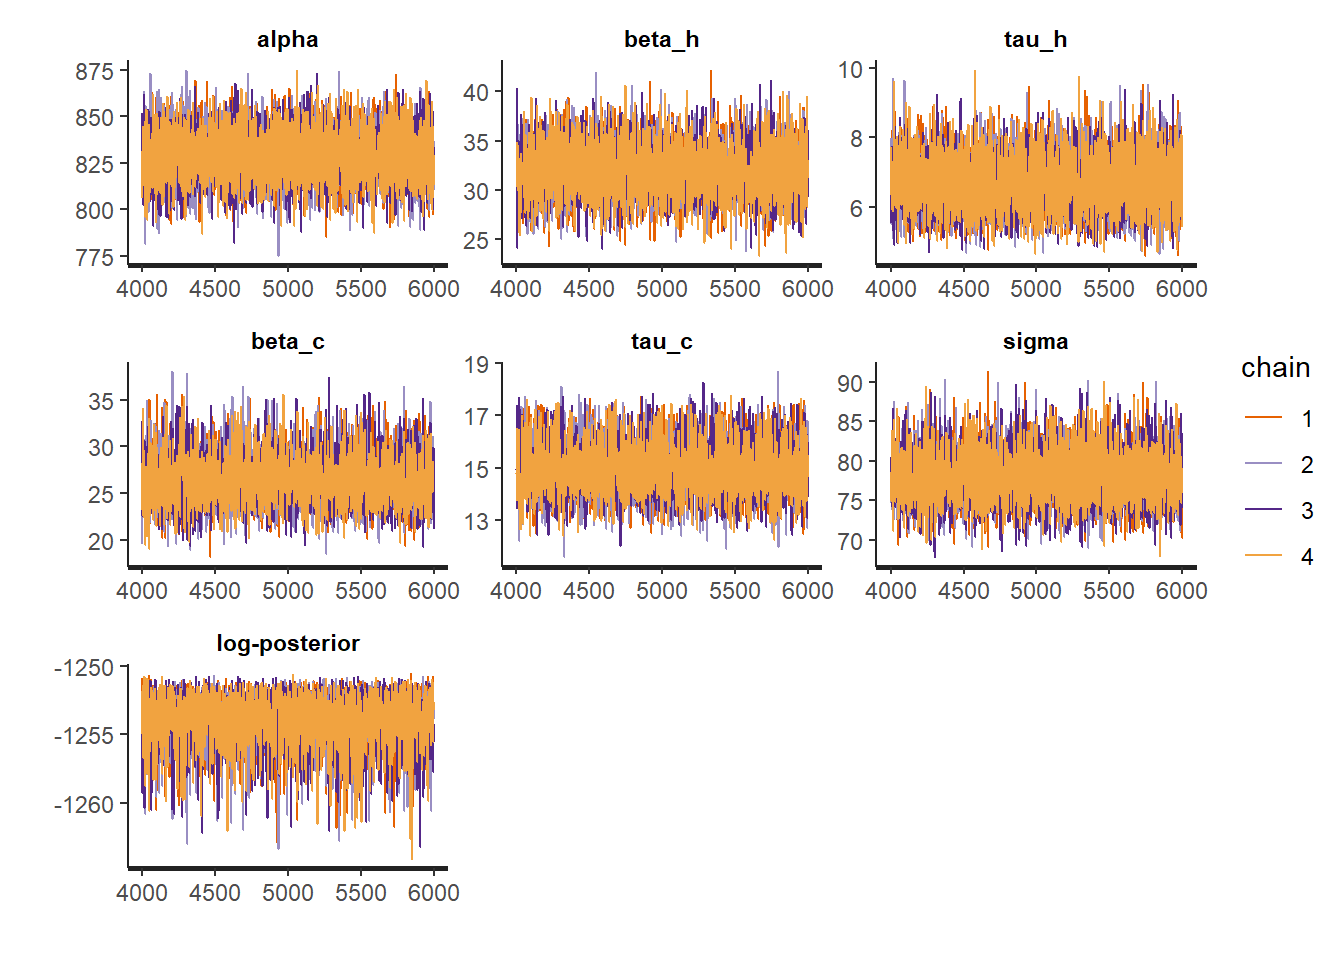 alpha
875
850
825
800
775
4000 4500 5000 5500 6000
beta_h
40
35
30
25
4000 4500 5000 5500 6000
tau_h
10
8
6
4000 4500 5000 5500 6000
beta_c
35
30
25
20
4000 4500 5000 5500 6000
tau_c
19
17
15
13
4000 4500 5000 5500 6000
sigma
90
85
80
75
70
4000 4500 5000 5500 6000
chain
1
2
3
4
log-posterior
-1250
-1255
-1260
4000 4500 5000 5500 6000